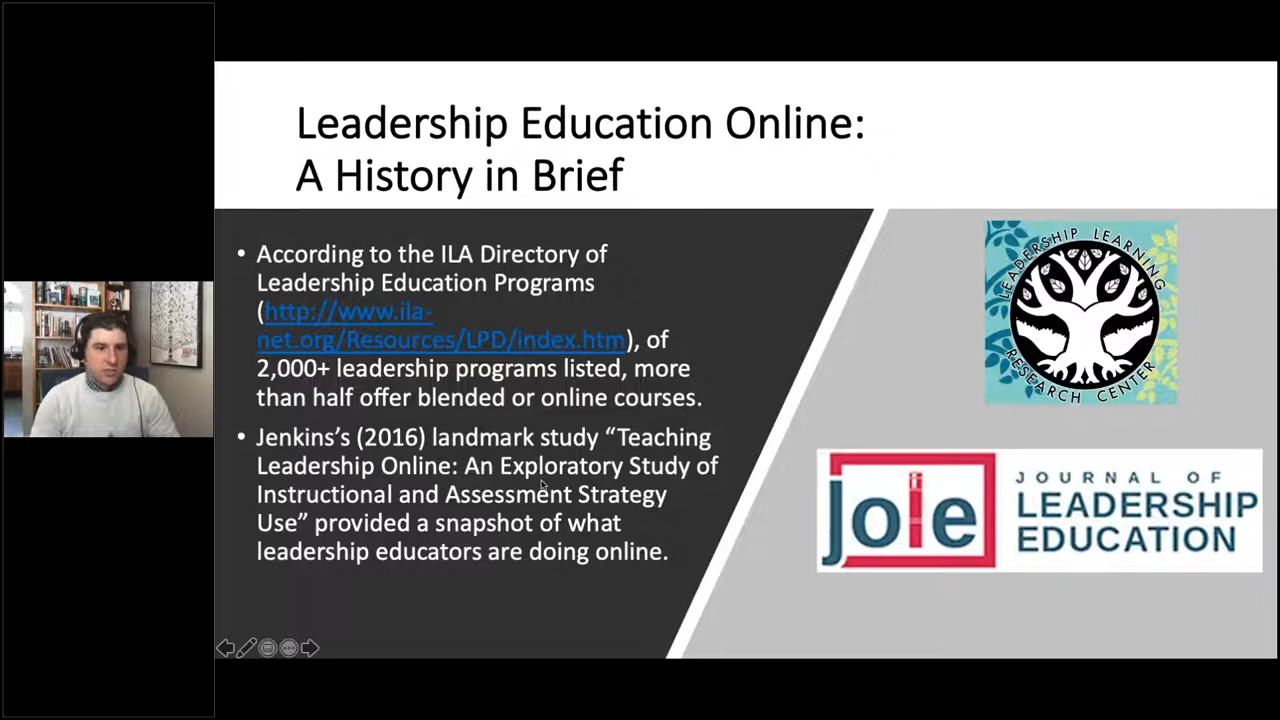 Leadership Education Online:
A History in Brief
• According to the ILA Directory of
Leadership Education Programs
(http://www.ila-
net.org/Resources/LPD/index.htm), of
2,000+ leadership programs listed, more
than half offer blended or online courses.
• Jenkins's (2016) landmark study “Teaching
Leadership Online: An Exploratory Study of
Instructional and Assessment Strategy
Use” provided a snapshot of what
leadership educators are doing online.
LEADERSHIP LEARNING
RESEARCH CENTER
jole
JOURNAL OF
LEADERSHIP
EDUCATION